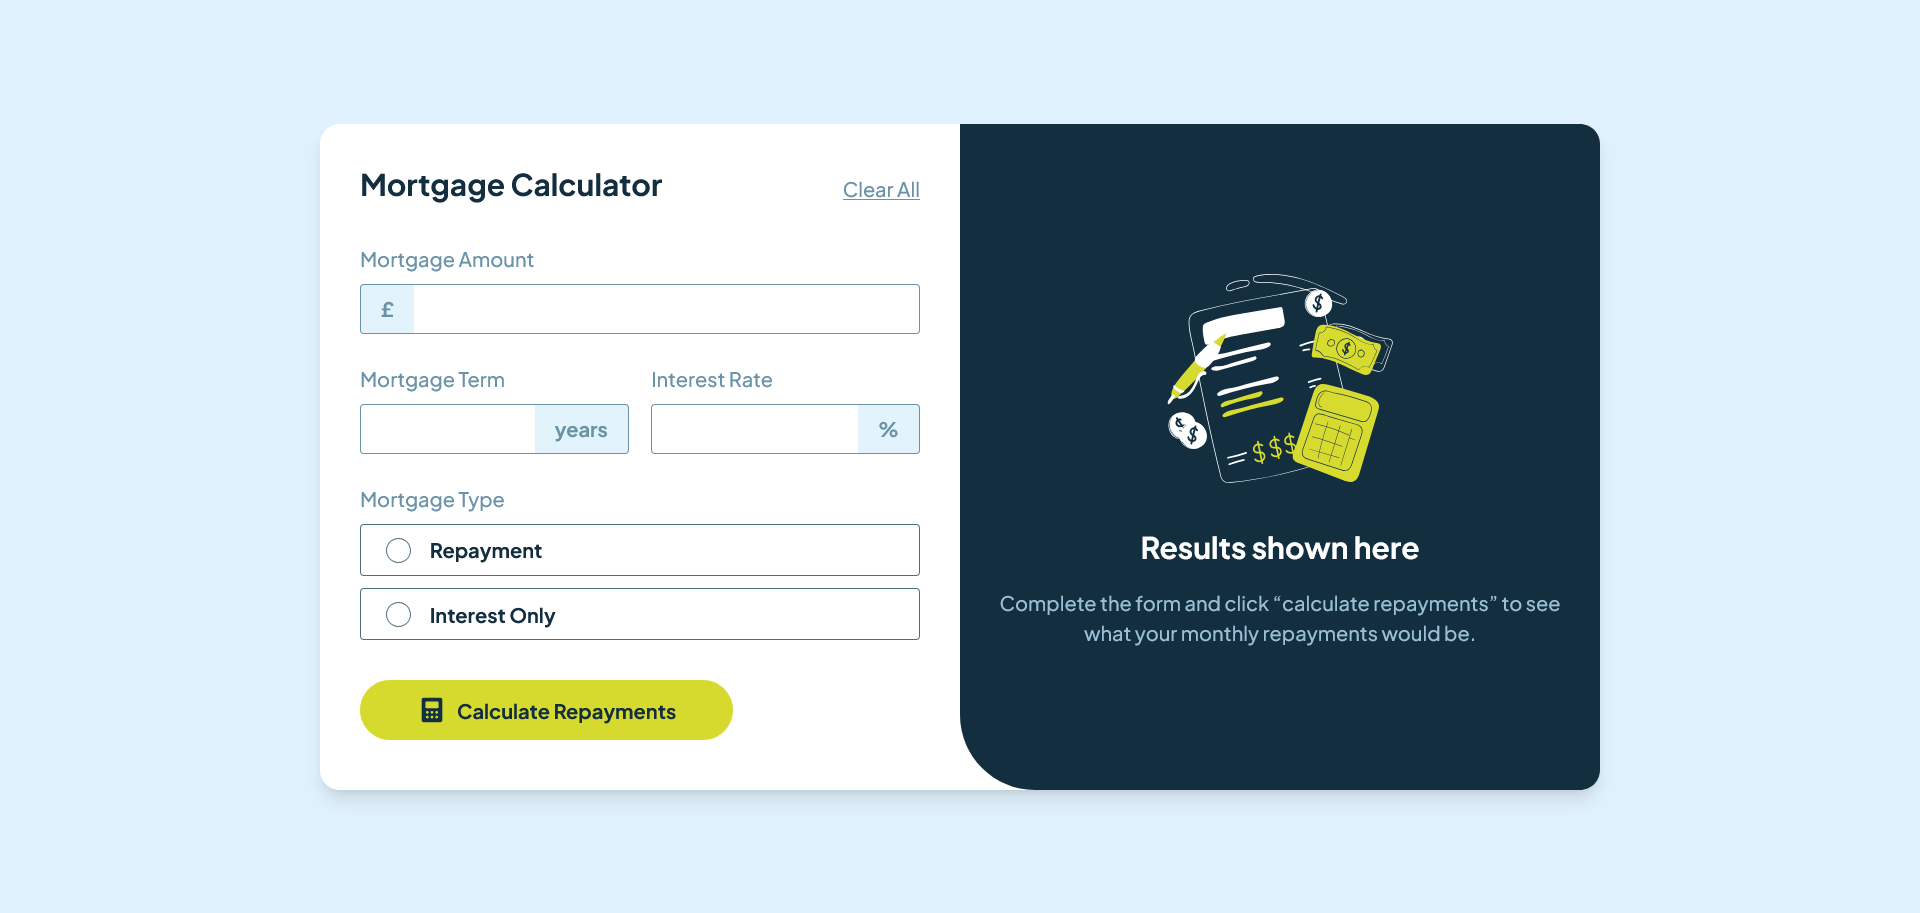 Mortgage Calculator
Clear All
Mortgage Amount
£
Mortgage Term
Interest Rate
years
%
Mortgage Type
Repayment
Interest Only
Calculate Repayments
$
$
$
$
$$$
Results shown here
Complete the form and click “calculate repayments” to see
what your monthly repayments would be.